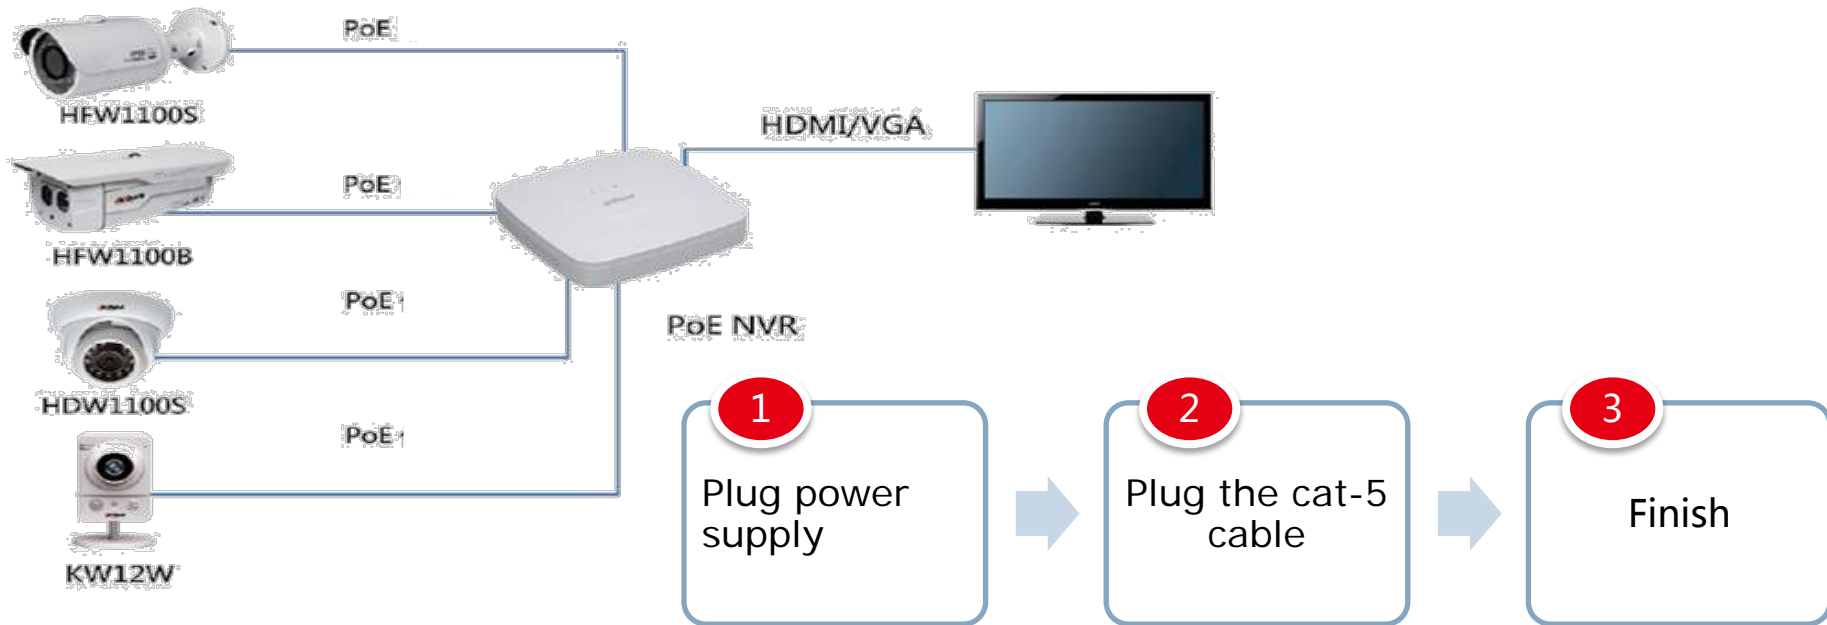 PoE
HFW1100S
HDMI/VGA
PoE
HFW1100B
PoE
PoE NVR
HDW1100S
PoE
KW12W
1
Plug power
supply
2
Plug the cat-5
cable
3
Finish